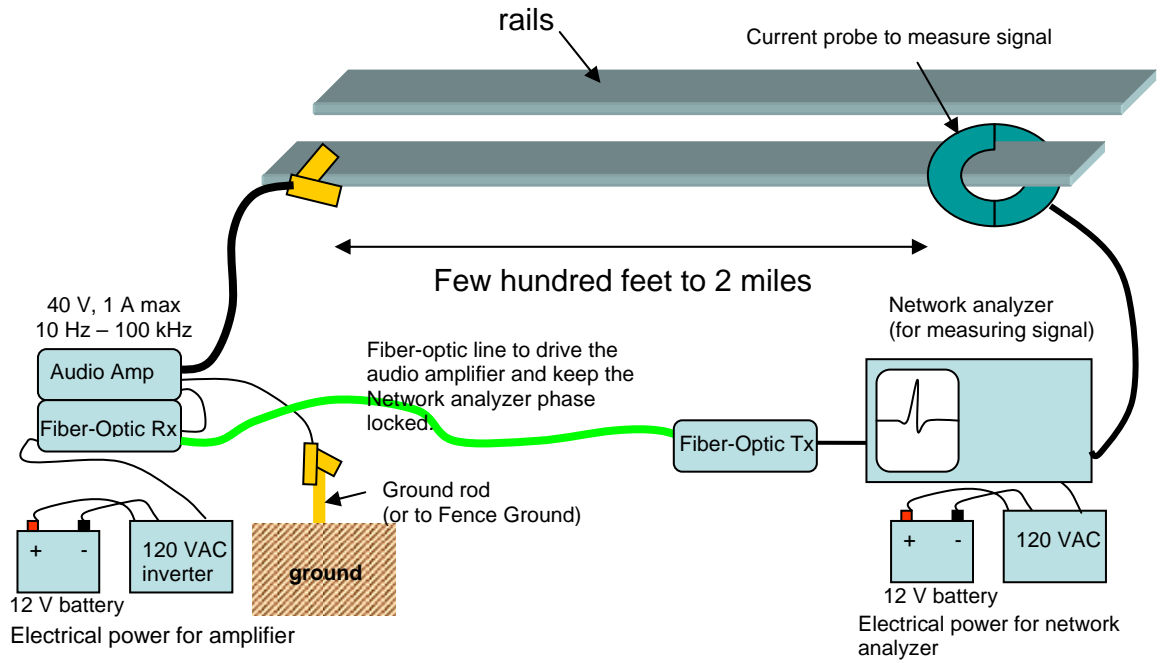 rails
Current probe to measure signal
Few hundred feet to 2 miles
40 V, 1 A max
10 Hz – 100 kHz
Audio Amp
Fiber-Optic Rx
Fiber-optic line to drive the
audio amplifier and keep the
Network analyzer phase
locked.
Network analyzer
(for measuring signal)
Fiber-Optic Tx
Ground rod
(or to Fence Ground)
ground
+ -
120 VAC
inverter
12 V battery
Electrical power for amplifier
+ -
120 VAC
12 V battery
Electrical power for network
analyzer